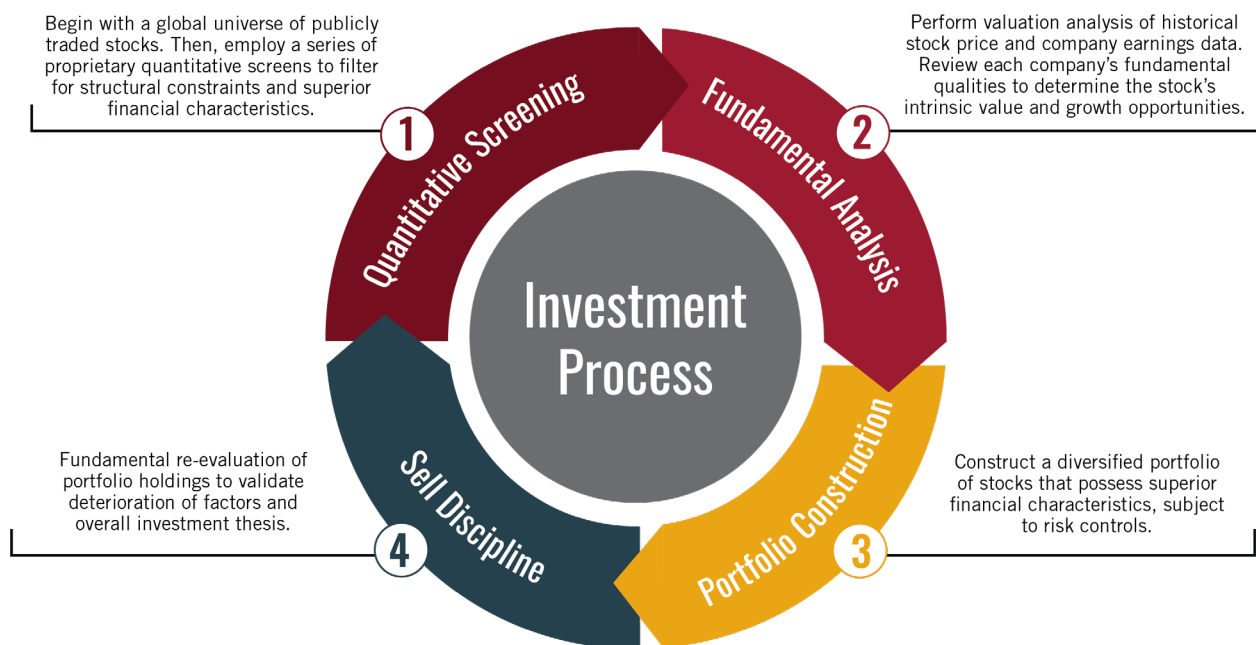 Begin with a global universe of publicly
traded stocks. Then, employ a series of
proprietary quantitative screens to filter
for structural constraints and superior
financial characteristics.
1
Quantitative Screening
Perform valuation analysis of historical
stock price and company earnings data.
Review each company’s fundamental
qualities to determine the stock’s
intrinsic value and growth opportunities.
2
Fundamental Analysis
Investment
Process
Construct a diversified portfolio
of stocks that possess superior
financial characteristics, subject
to risk controls.
3
Portfolio Construction
Fundamental re-evaluation of
portfolio holdings to validate
deterioration of factors and
overall investment thesis.
4
Sell Discipline